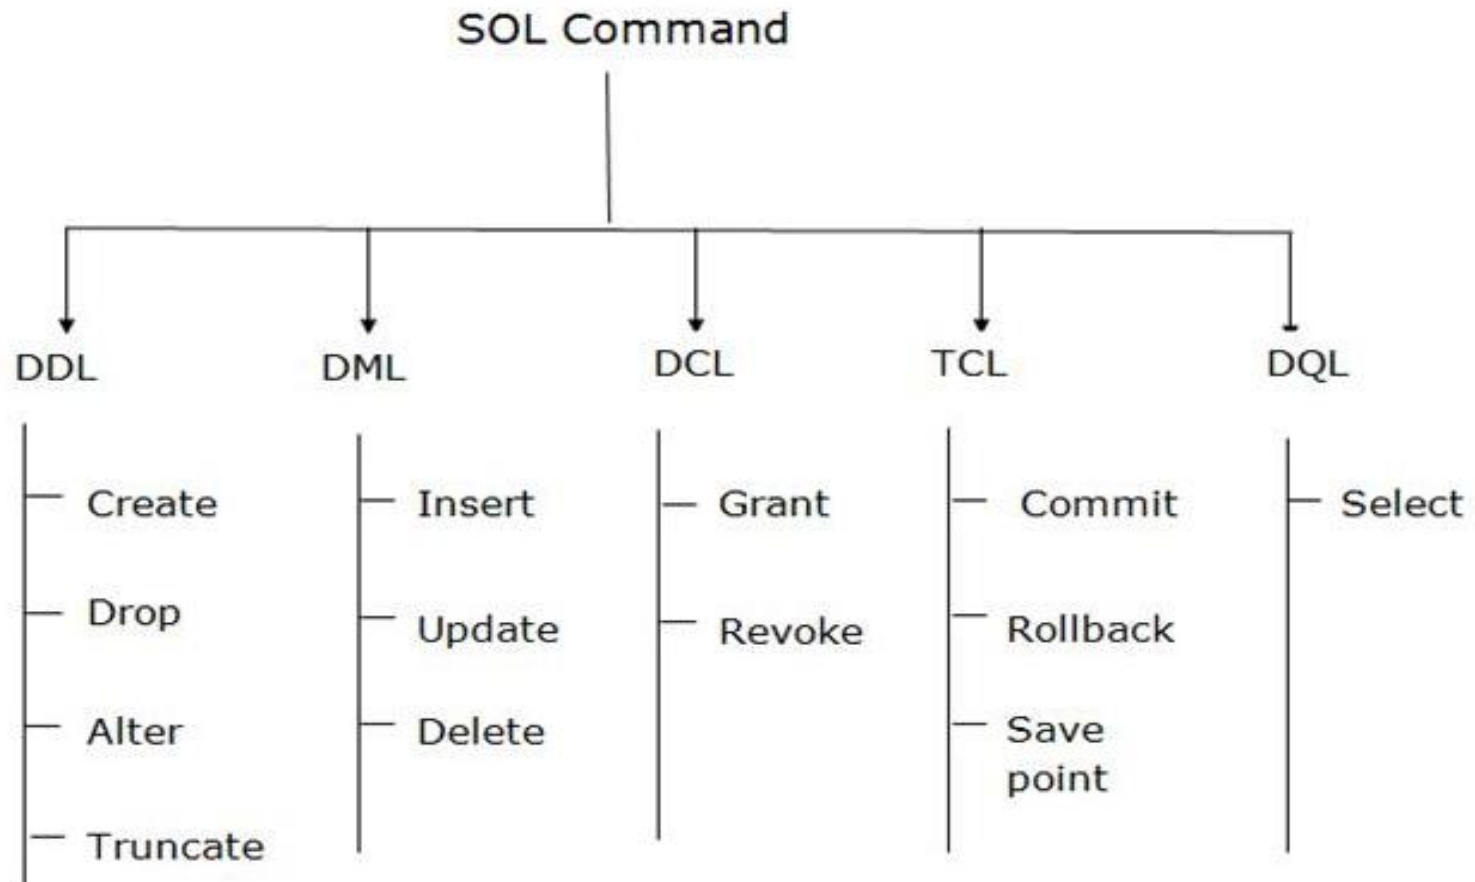 SOL Command
DDL
DML
DCL
TCL
DQL
Create
Insert
Grant
Commit
Select
Drop
Update
Revoke
Rollback
Alter
Delete
Save
point
Truncate